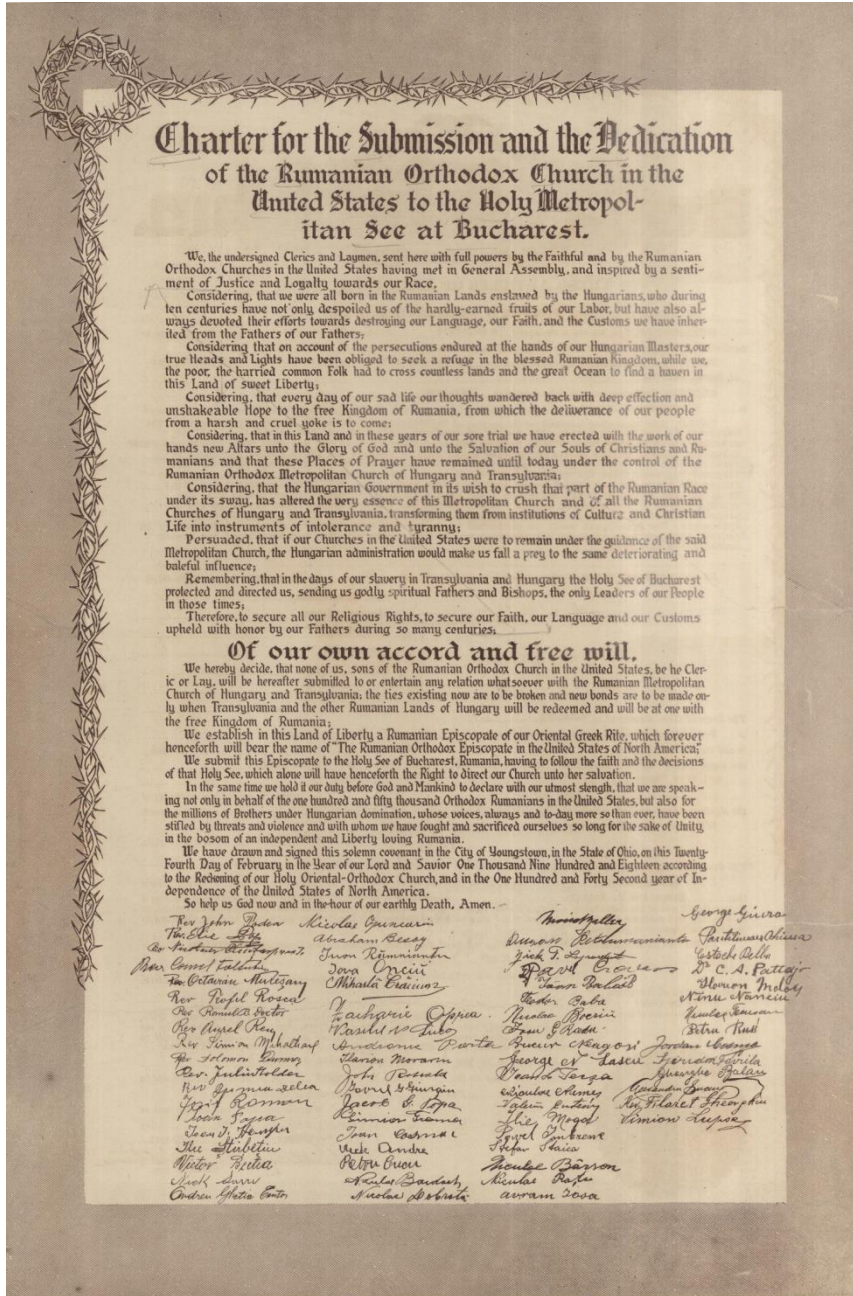 Charter for the Submission and the Dedication
of the Rumanian Orthodox Church in the
United States to the Holy Metropol-
itan See at Bucharest.
We, the undersigned Clerics and Laymen, sent here with full powers by the Faithful and by the Rumanian
Orthodox Churches in the United States having met in General Assembly, and inspired by a senti-
ment of Justice and Loyalty towards our Race,
Considering, that we were all born in the Rumanian Lands enslaved by the Hungarians, who during
ten centuries have not only despoiled us of the hardly-earned fruits of our Labor, but have also al-
ways devoted their efforts towards destroying our Language, our Faith, and the Customs we have inher-
ited from the Fathers of our Fathers;
Considering that on account of the persecutions endured at the hands of our Hungarian Masters, our
true Heads and Lights have been obliged to seek a refuge in the blessed Rumanian Kingdom, while we,
the poor, the harried common Folk had to cross countless lands and the great Ocean to find a haven in
this Land of sweet Liberty;
Considering, that every day of our sad life our thoughts wandered back with deep effection and
unshakeable Hope to the free Kingdom of Rumania, from which the deliverance of our people
from a harsh and cruel yoke is to come;
Considering, that in this Land and in these years of our sore trial we have erected with the work of our
hands new Altars unto the Glory of God and unto the Salvation of our Souls of Christians and Ru-
manians and that these Places of Prayer have remained until today under the control of the
Rumanian Orthodox Metropolitan Church of Hungary and Transylvania;
Considering, that the Hungarian Government in its wish to crush that part of the Rumanian Race
under its sway, has altered the very essence of this Metropolitan Church and of all the Rumanian
Churches of Hungary and Transylvania, transforming them from institutions of Culture and Christian
Life into instruments of intolerance and tyranny;
Persuaded, that if our Churches in the United States were to remain under the guidance of the said
Metropolitan Church, the Hungarian administration would make us fall a prey to the same deteriorating and
baleful influence;
Remembering, that in the days of our slavery in Transylvania and Hungary the Holy See of Bucharest
protected and directed us, sending us godly spiritual Fathers and Bishops, the only Leaders of our People
in those times;
Therefore, to secure all our Religious Rights, to secure our Faith, our Language and our Customs
upheld with honor by our Fathers during so many centuries;
Of our own accord and free will.
We hereby decide, that none of us, sons of the Rumanian Orthodox Church in the United States, be he Cler-
ic or Lay, will be hereafter submitted to or entertain any relation what soever with the Rumanian Metropolitan
Church of Hungary and Transylvania; the ties existing now are to be broken and new bonds are to be made on-
ly when Transylvania and the other Rumanian Lands of Hungary will be redeemed and will be at one with
the free Kingdom of Rumania;
We establish in this Land of Liberty a Rumanian Episcopate of our Oriental Greek Rite, which forever
henceforth will bear the name of "The Rumanian Orthodox Episcopate in the United States of North America;"
We submit this Episcopate to the Holy See of Bucharest, Rumania, having to follow the faith and the decisions
of that Holy See, which alone will have henceforth the Right to direct our Church unto her salvation.
In the same time we hold it our duty before God and Mankind to declare with our utmost stength, that we are speak-
ing not only in behalf of the one hundred and fifty thousand Orthodox Rumanians in the United States, but also for
the millions of Brothers under Hungarian domination, whose voices, always and to-day more so than ever, have been
stifled by threats and violence and with whom we have fought and sacrificed ourselves so long for the sake of Unity,
in the bosom of an independent and Liberty loving Rumania.
We have drawn and signed this solemn covenant in the City of Youngstown, in the State of Ohio, on this Twenty-
Fourth Day of February in the Year of our Lord and Savior One Thousand Nine Hundred and Eighteen according
to the Reckoning of our Holy Oriental-Orthodox Church, and in the One Hundred and Forty Second year of In-
dependence of the United States of North America.
So help us God now and in the hour of our earthly Death, Amen.
Rev John Podea
Rev Octavian Muresany
Rev Teofil Rosca
Rev Aurel
Rev Simion Mihaltian
Rev Solomon
Ioan Popa
Victor
Nick
Abraham
Ioan Rumniantu
Iova Onciu
Mihaila
Zacharie Oppia
Vasile
Ilarion Morariu
John
Jacob G. Popa
Ioan
Nick Andra
Petru
Nicolae
Teodor Baba
Nicolae
George N Lascu
Valeriu
Ilie Moga
Stefan Staica
Niculae Bârson
Nicolae
Avram
George
Dr C. A. Pattajo
Ninu
Petru Rusu
Jordan
Gheorghe Balan
Simion Lupsa